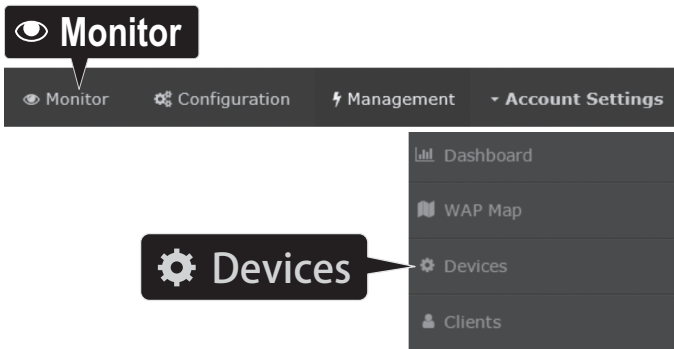 Monitor
Monitor Configuration Management Account Settings
Dashboard
WAP Map
Devices
Devices
Clients